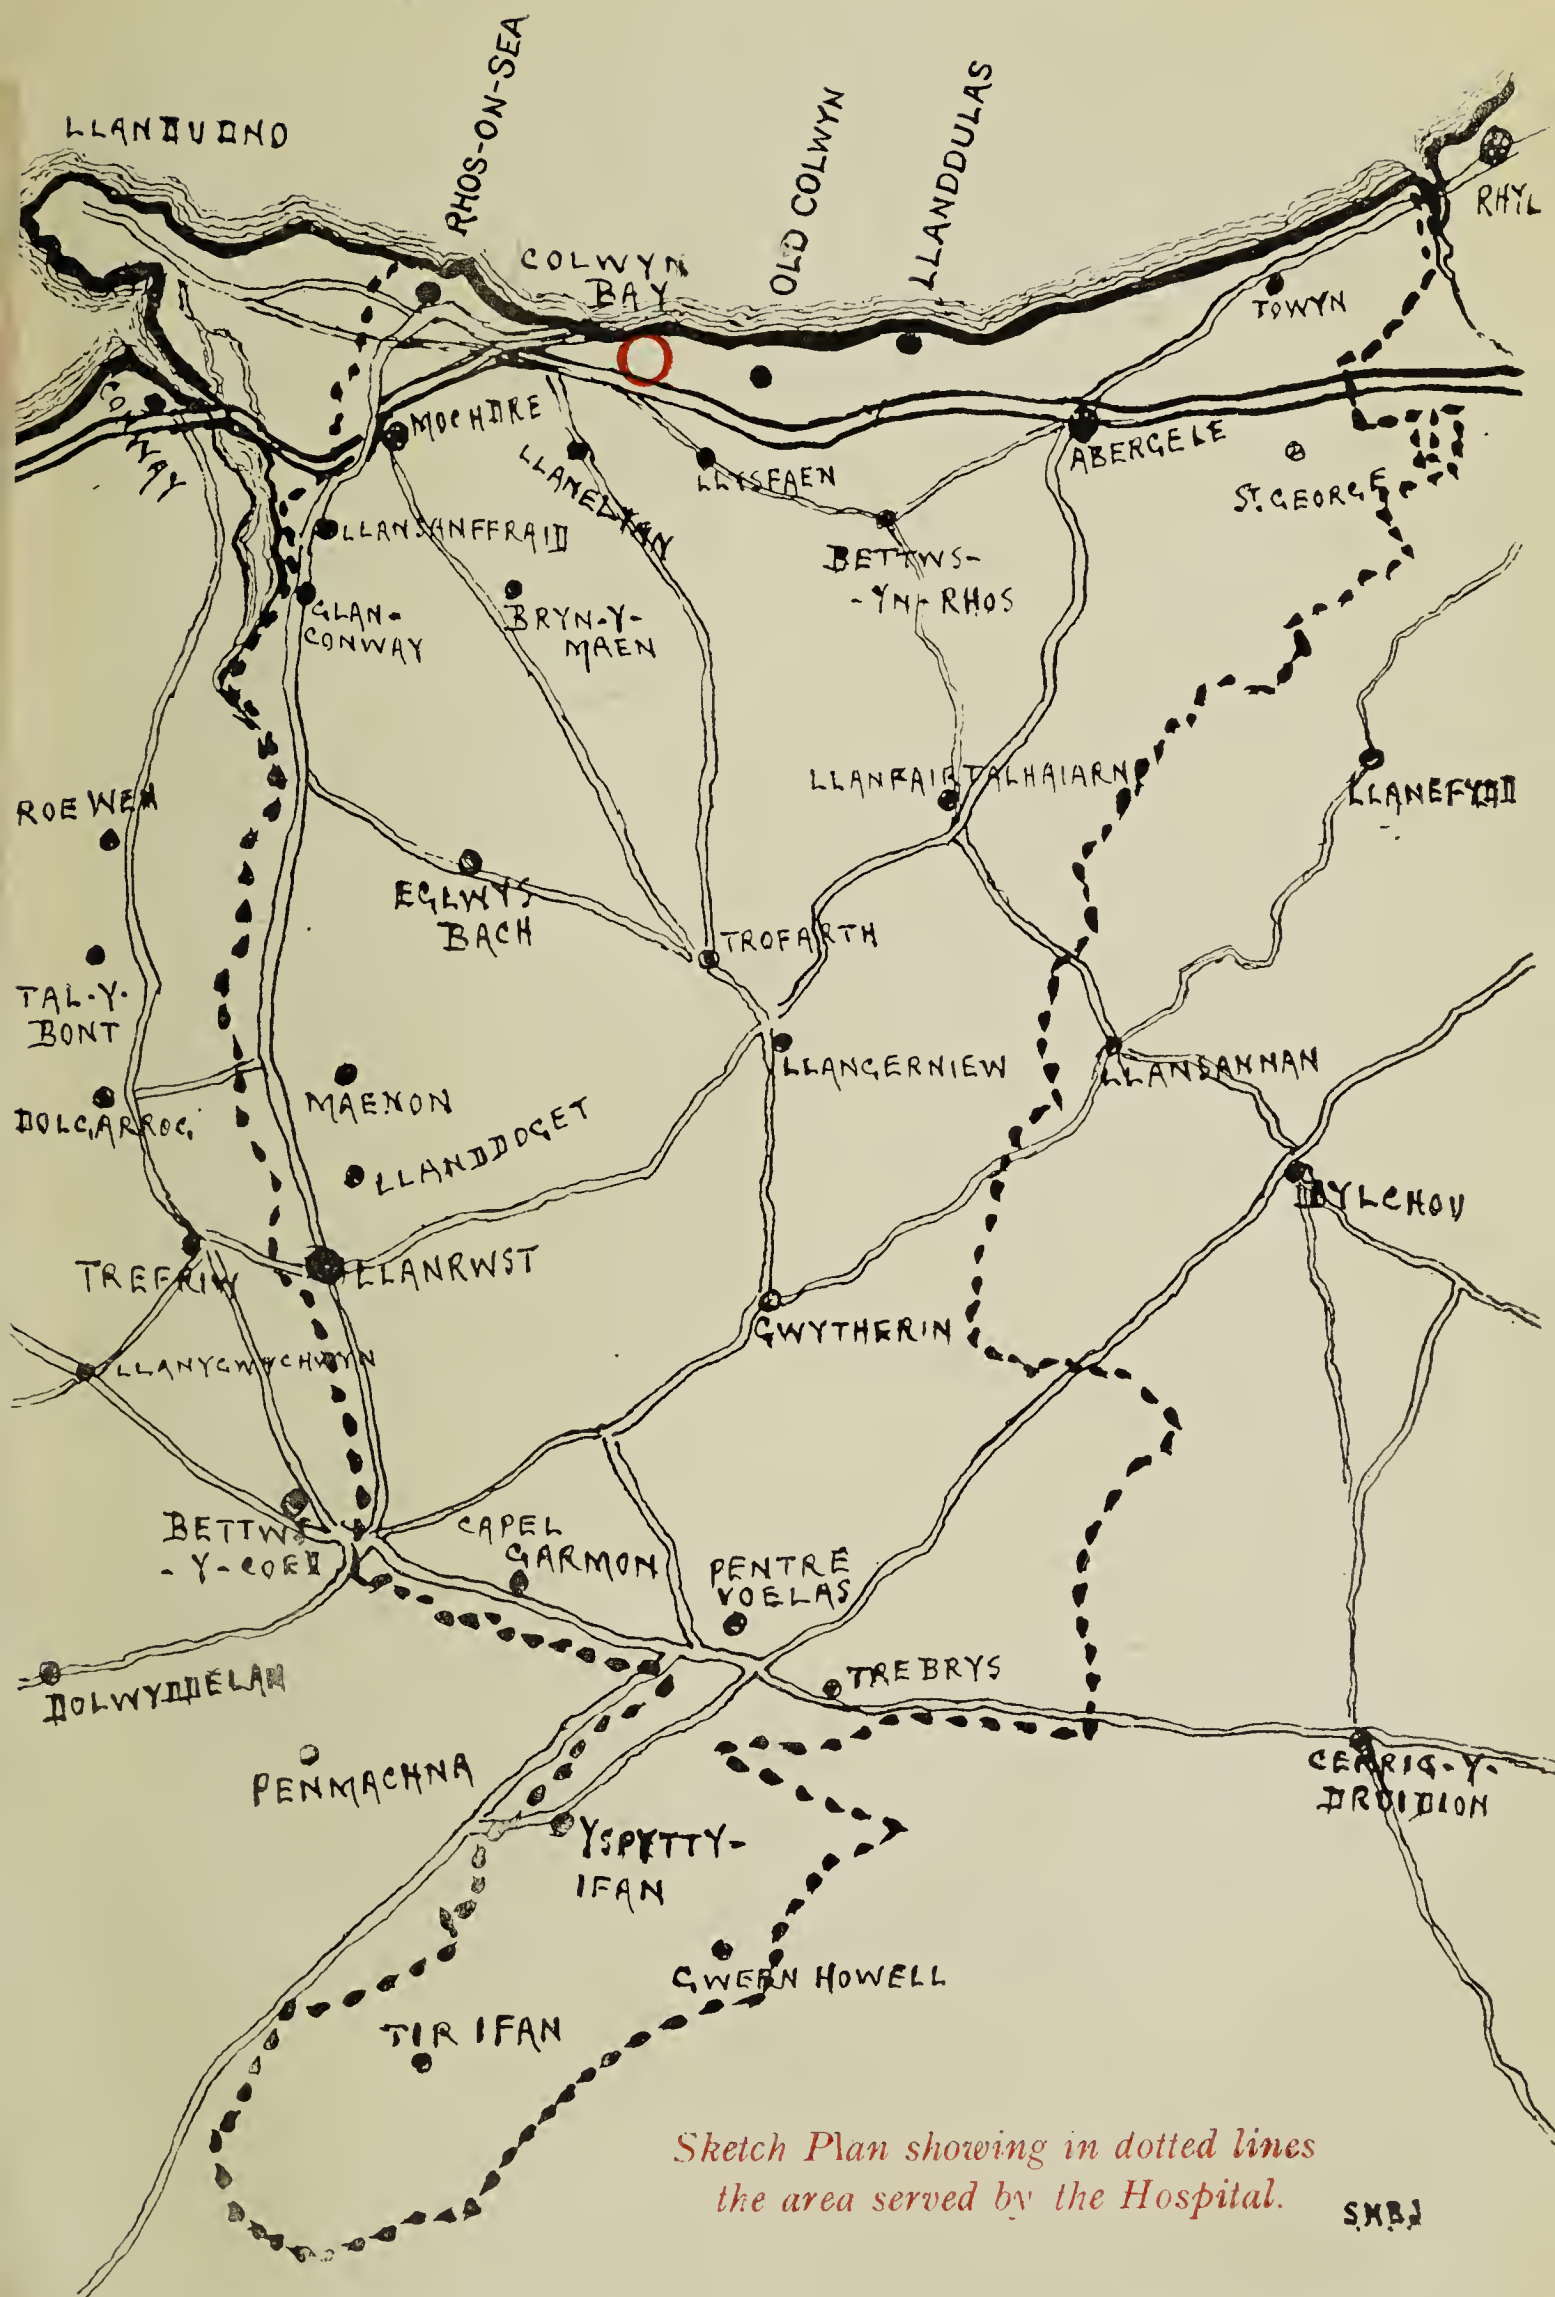 LLANDUDNO
RHOS-ON-SEA
COLWYN
BAY
OLD COLWYN
LLANDDULAS
RHYL
TOWYN
CONWAY
MOCHDRE
LLANELIAN
LLYSFAEN
ABERGELE
ST. GEORGE
LLANSANFFRAID
GLAN-
CONWAY
BRYN-Y-
MAEN
BETTWS-
-YN-RHOS
ROEWEN
LLANFAIR TALHAIARN
LLANEFYDD
EGLWYS
BACH
TROFARTH
TAL-Y-
BONT
LLANGERNIEW
LLANSANNAN
DOLGARROG
MAENON
LLANDDOGET
BYLCHOU
TREFRIW
LLANRWST
GWYTHERIN
LLANYGWYCHWYN
BETTWS
-Y-COED
CAPEL
GARMON
PENTRE
VOELAS
DOLWYDDELAN
TREBRYS
PENMACHNA
CERRIG-Y-
DRUIDION
YSPYTTY-
IFAN
GWERN HOWELL
TIR IFAN
Sketch Plan showing in dotted lines
the area served by the Hospital.